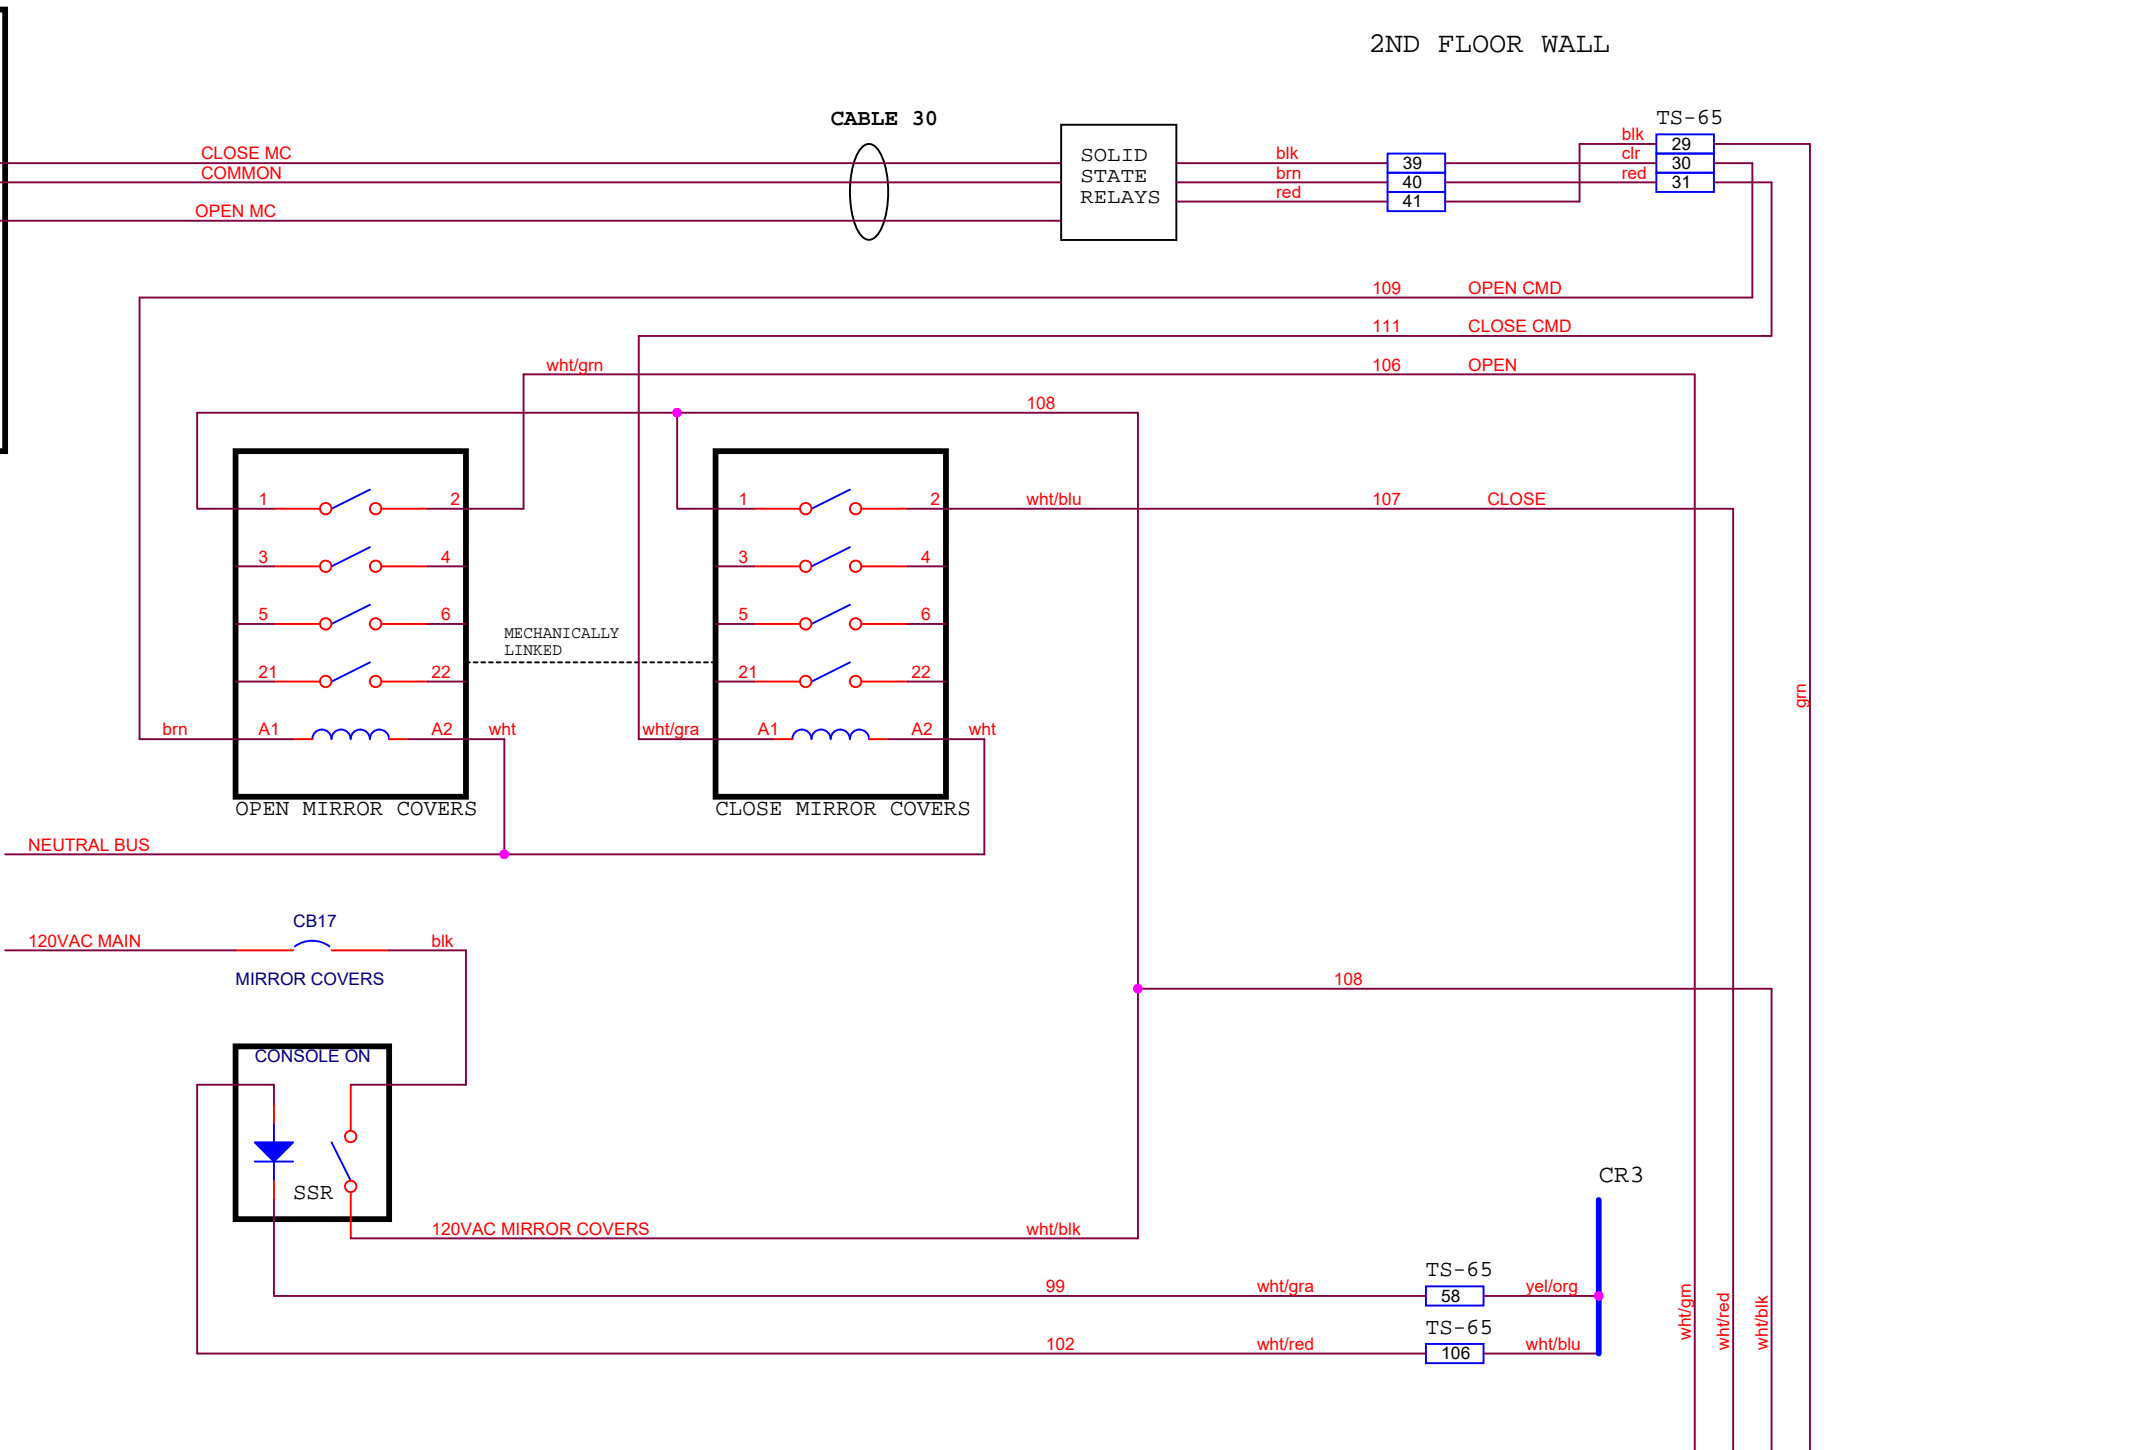 2ND FLOOR WALL
CABLE 30
TS-65
CLOSE MC
COMMON
OPEN MC
SOLID
STATE
RELAYS
blk
brn
red
39
40
41
blk
clr
red
29
30
31
109 OPEN CMD
111 CLOSE CMD
wht/grn 106 OPEN
108
1 2
3 4
5 6
21 22
brn A1 A2 wht
OPEN MIRROR COVERS
MECHANICALLY
LINKED
1 2 wht/blu 107 CLOSE
3 4
5 6
21 22
wht/gra A1 A2 wht
CLOSE MIRROR COVERS
grn
NEUTRAL BUS
CB17
120VAC MAIN blk
MIRROR COVERS
108
CONSOLE ON
SSR
120VAC MIRROR COVERS wht/blk
CR3
TS-65
99 wht/gra 58 yel/org
TS-65
102 wht/red 106 wht/blu
wht/grn
wht/red
wht/blk